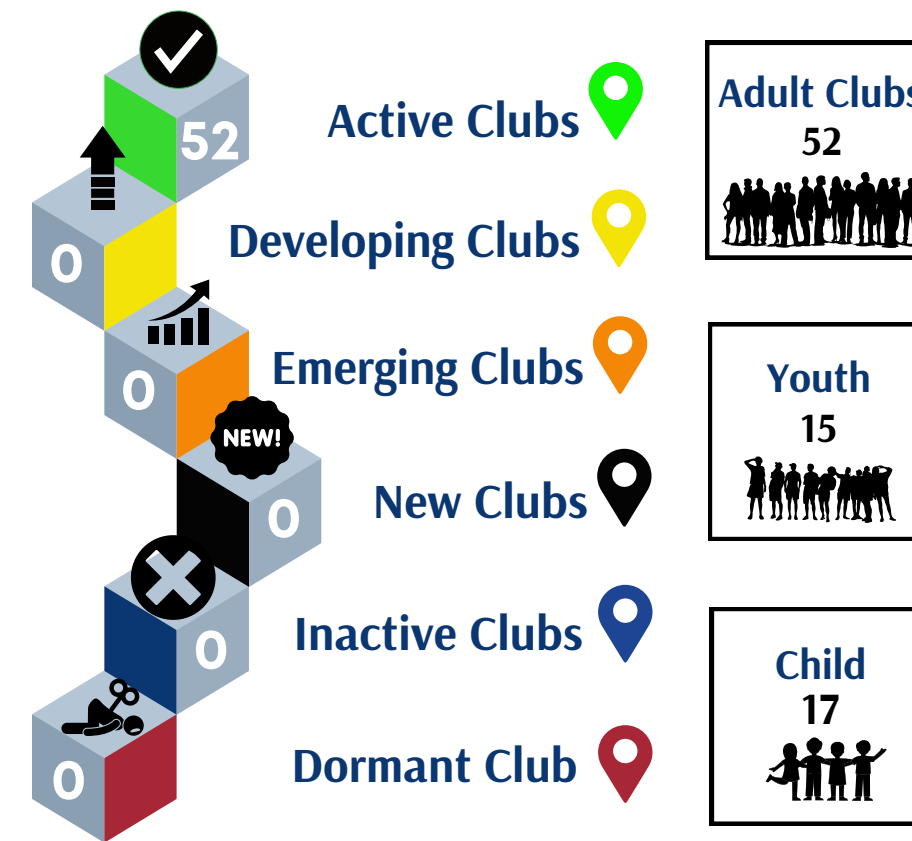 52
Active Clubs
0
Developing Clubs
0
Emerging Clubs
NEW!
0
New Clubs
0
Inactive Clubs
0
Dormant Club
Adult Clubs
52
Youth
15
Child
17